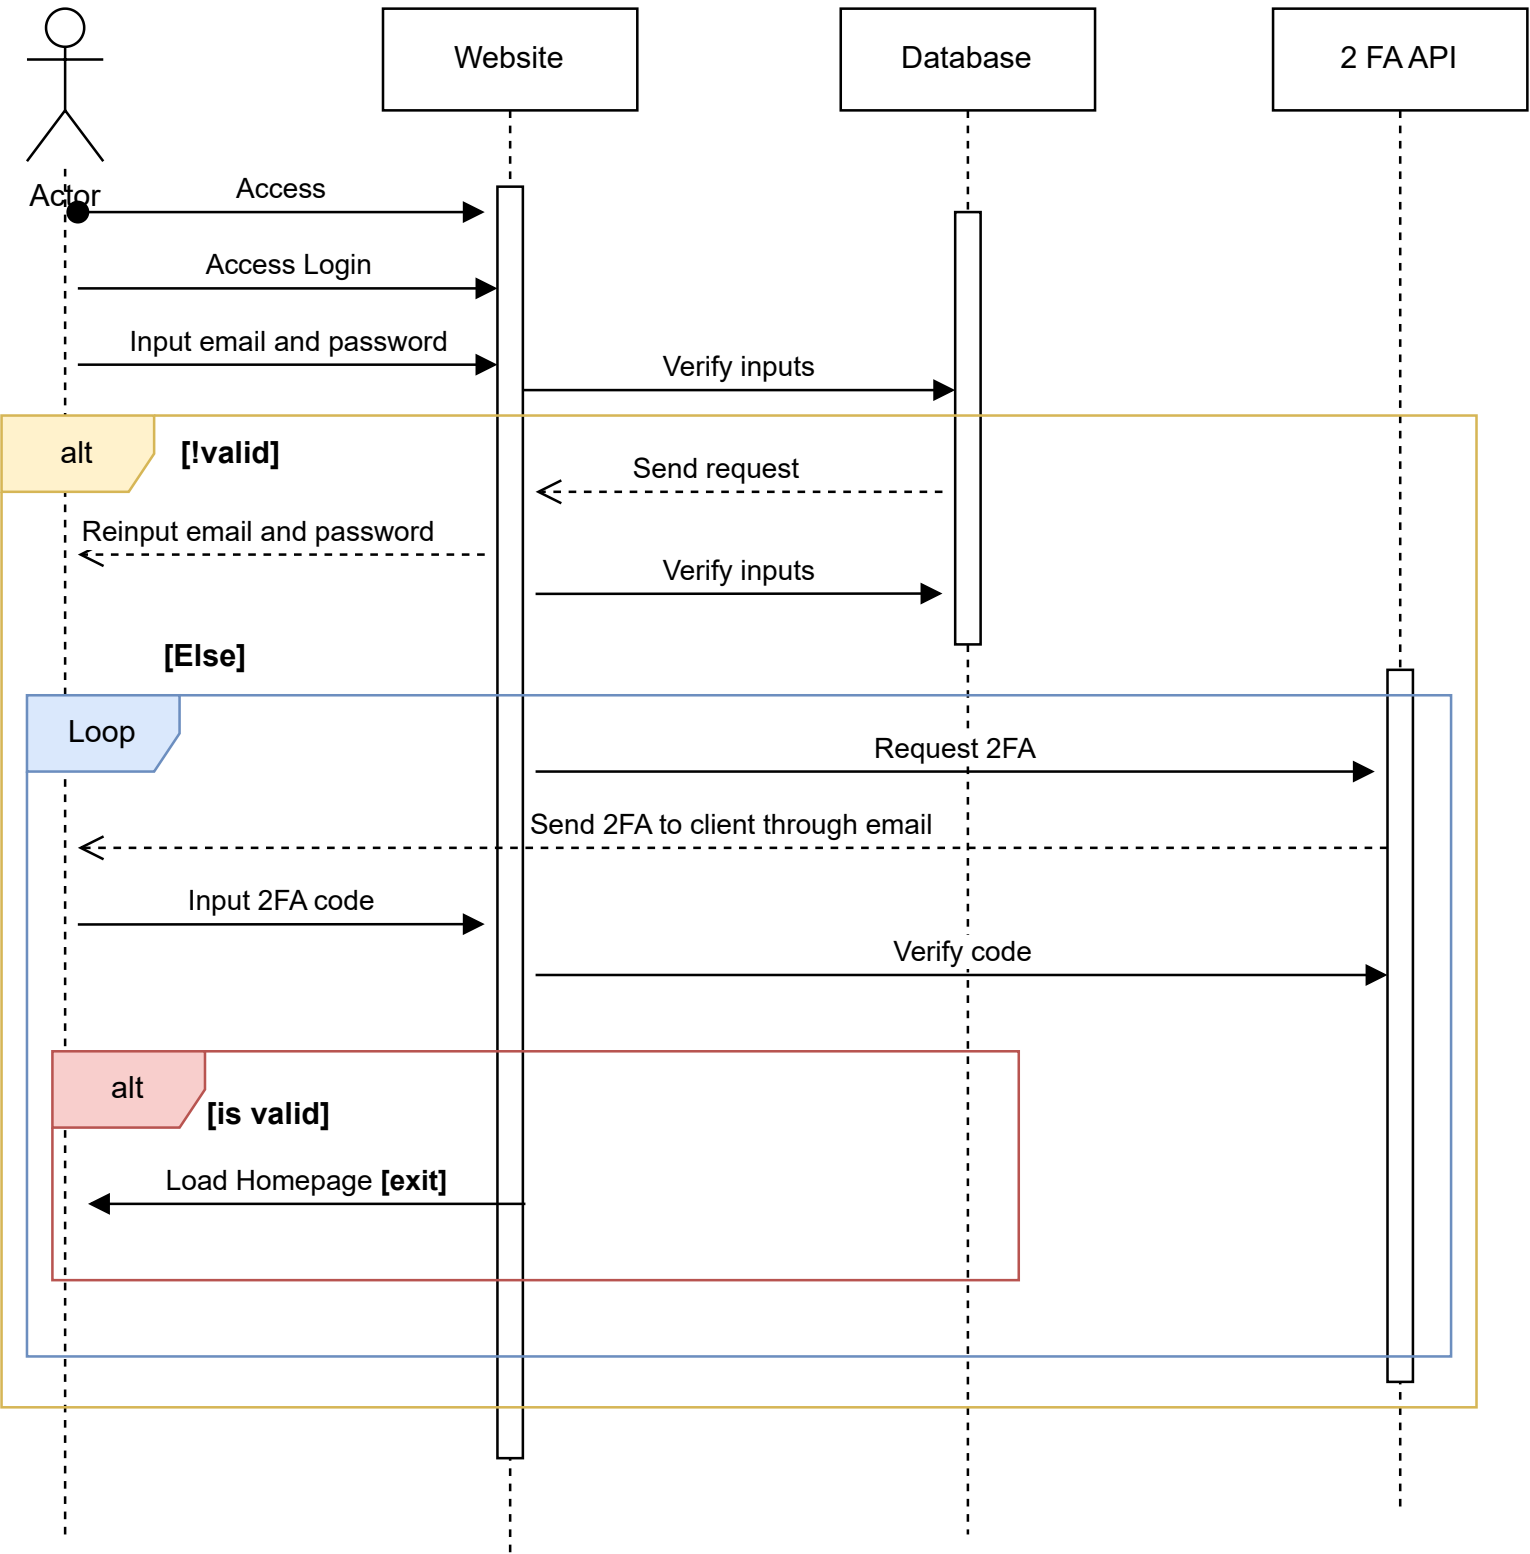 Website
Database
2 FA API
Actor
Access
Access Login
Input email and password
Verify inputs
alt
[!valid]
Send request
Reinput email and password
Verify inputs
[Else]
Loop
Request 2FA
Send 2FA to client through email
Input 2FA code
Verify code
alt
[is valid]
Load Homepage [exit]